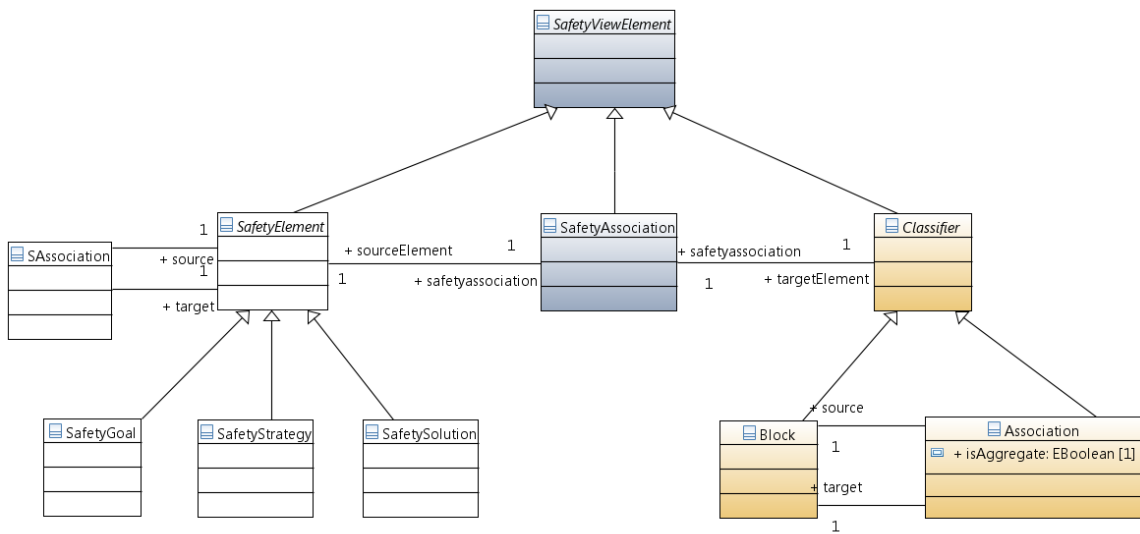 SafetyViewElement
SafetyElement
SafetyAssociation
Classifier
SAssociation
1
+ source
1
+ target
+ sourceElement
1
1
+ safetyassociation
+ safetyassociation
1
1
+ targetElement
SafetyGoal
SafetyStrategy
SafetySolution
Block
+ source
1
+ target
1
Association
+ isAggregate: EBoolean [1]